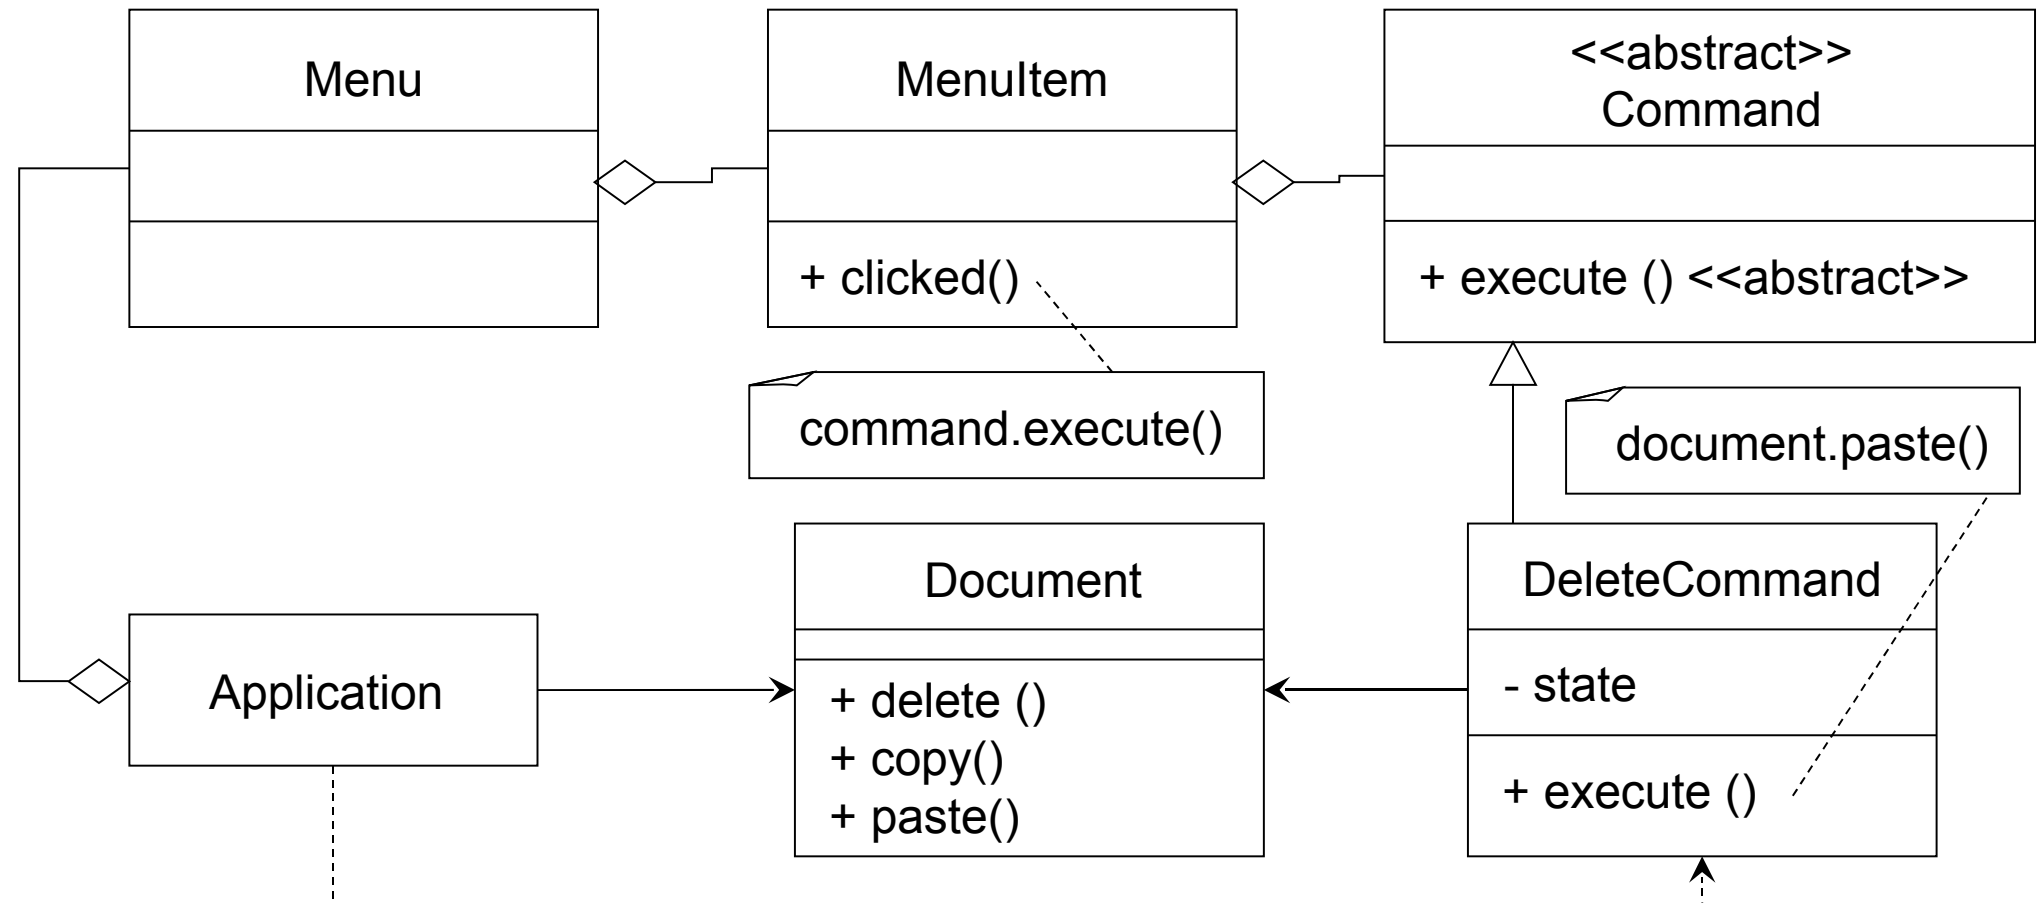 Menu
MenuItem
<<abstract>>
Command
+ clicked()
+ execute () <<abstract>>
command.execute()
document.paste()
Document
DeleteCommand
Application
- state
+ delete ()
+ copy()
+ paste()
+ execute ()